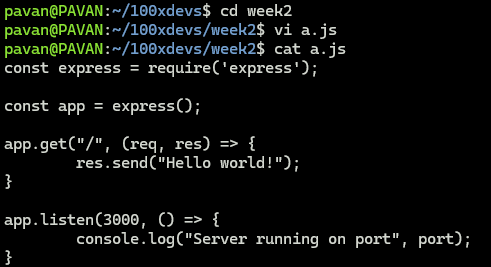 pavan@PAVAN:~/100xdevs$ cd week2
pavan@PAVAN:~/100xdevs/week2$ vi a.js
pavan@PAVAN:~/100xdevs/week2$ cat a.js
const express = require('express');

const app = express();

app.get("/", (req, res) => {
        res.send("Hello world!");
}

app.listen(3000, () => {
        console.log("Server running on port", port);
}